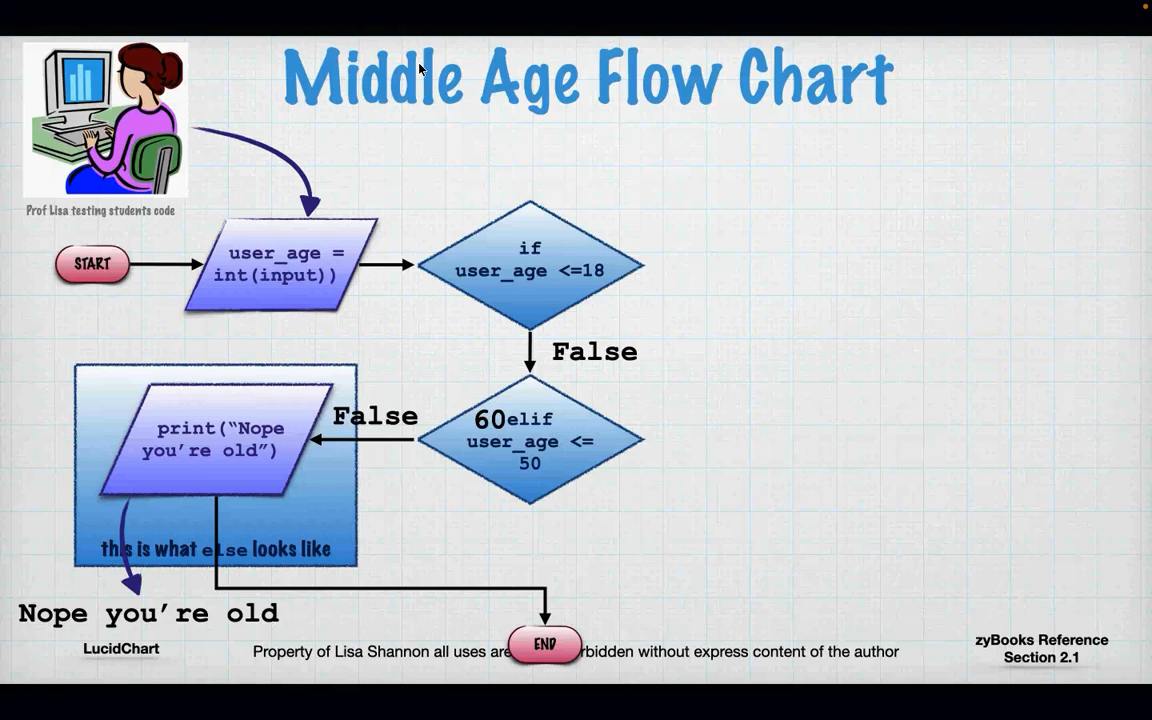 Middle Age Flow Chart
Prof Lisa testing students code
START
user_age =
int(input))
if
user_age <=18
False
60elif
user_age <=
50
False
print(“Nope
you’re old”)
this is what else looks like
Nope you’re old
END
LucidChart
Property of Lisa Shannon all uses are rbidden without express content of the author
zyBooks Reference
Section 2.1